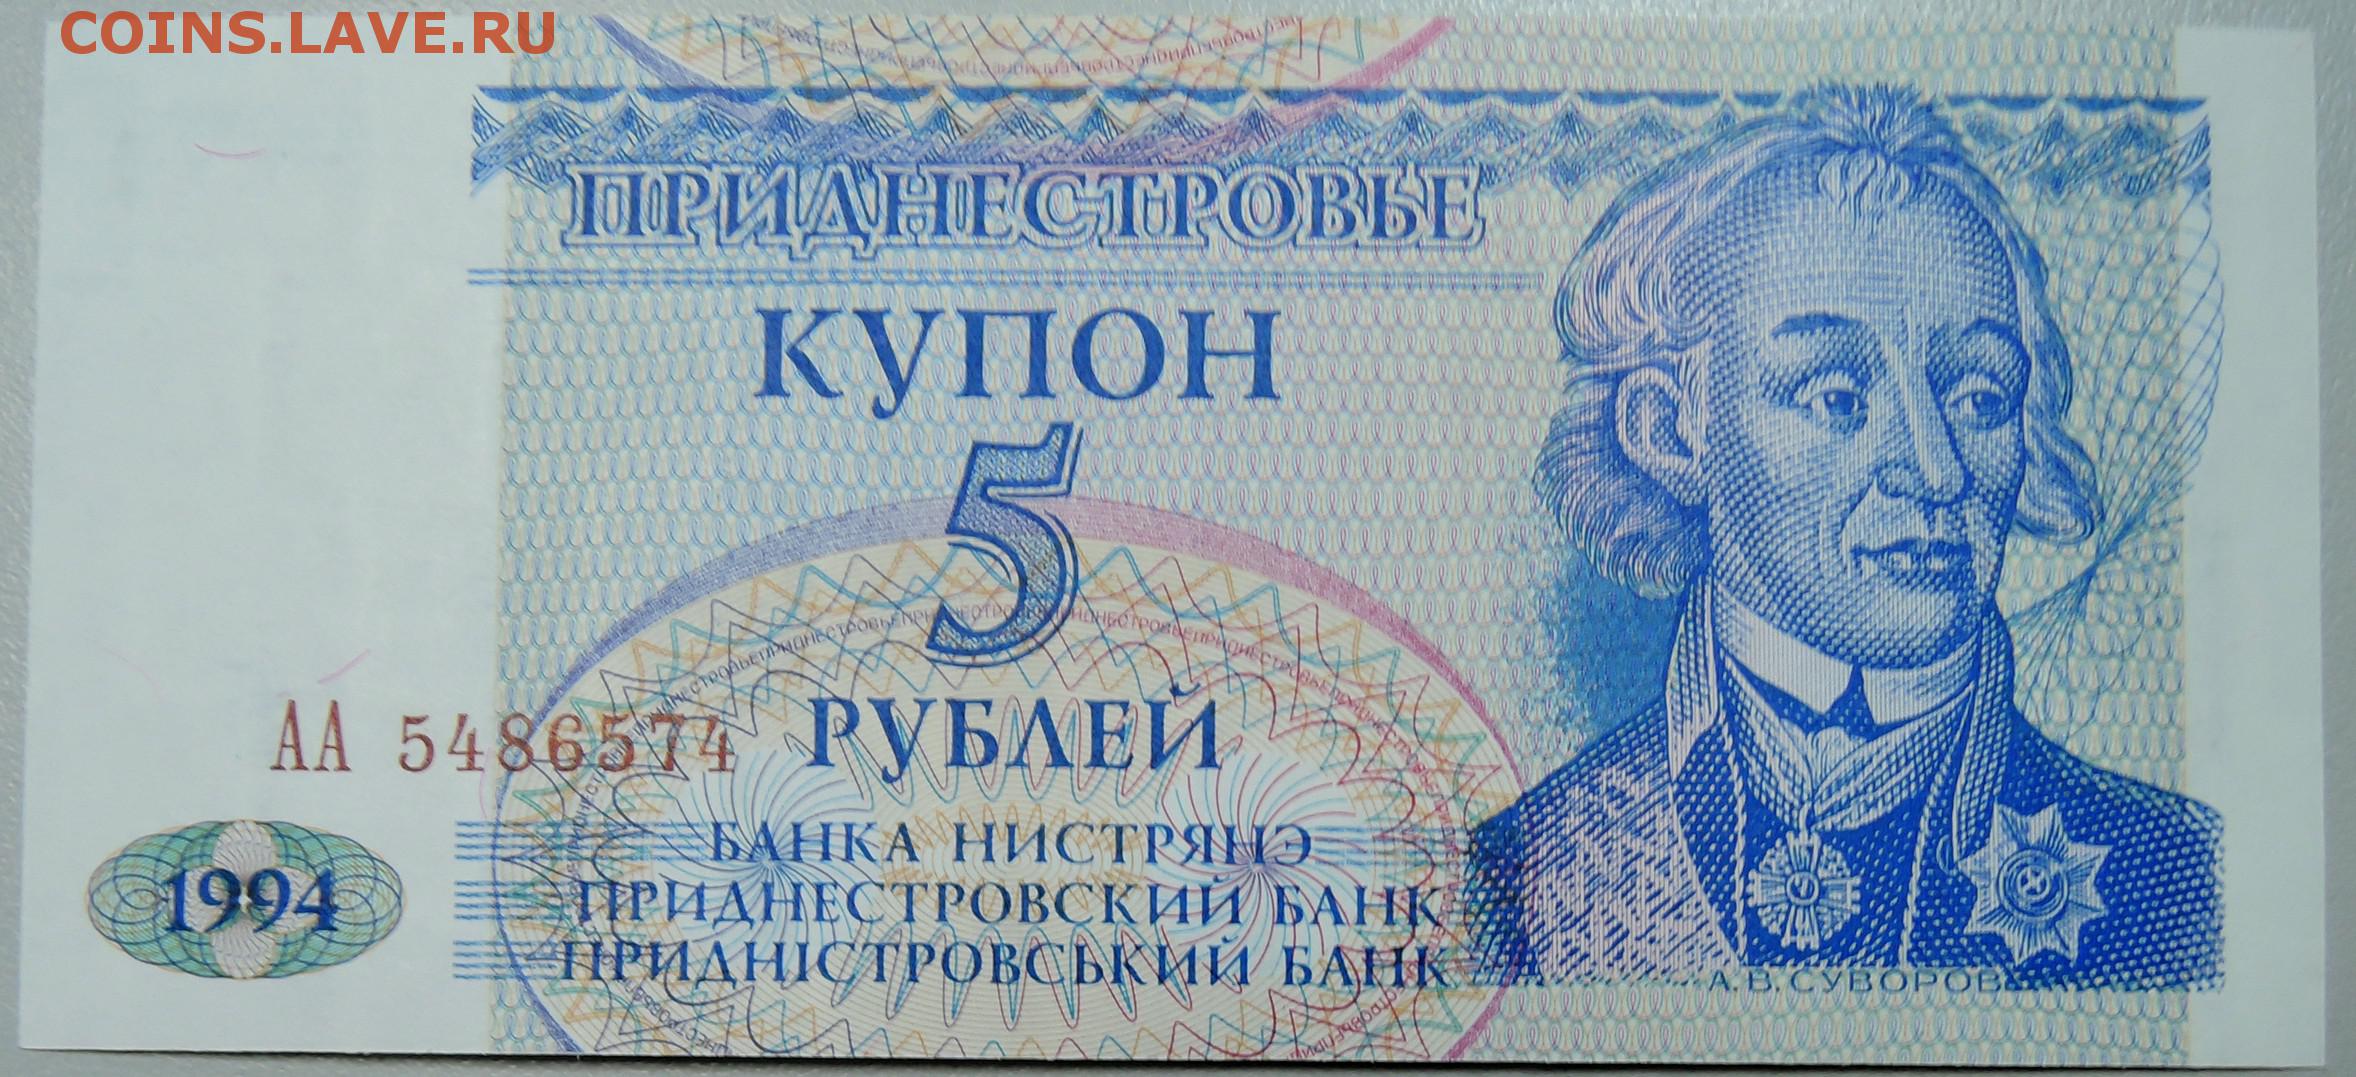 COINS.LAVE.RU
ПРИДНЕСТРОВЬЕ
КУПОН
5
РУБЛЕЙ
АА 5486574
БАНКА НИСТРЯНЭ
1994
ПРИДНЕСТРОВСКИЙ БАНК
ПРИДНІСТРОВСЬКИЙ БАНК
А.В.СУВОРОВ